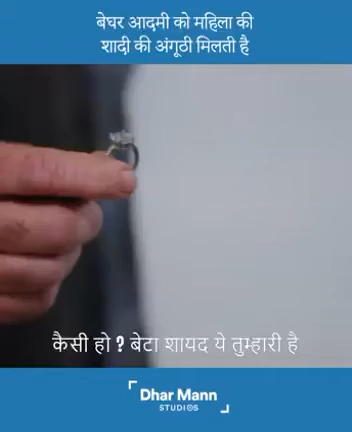 बेघर आदमी को महिला की
शादी की अंगूठी मिलती है
कैसी हो ? बेटा शायद ये तुम्हारी है
Dhar Mann
STUDIOS